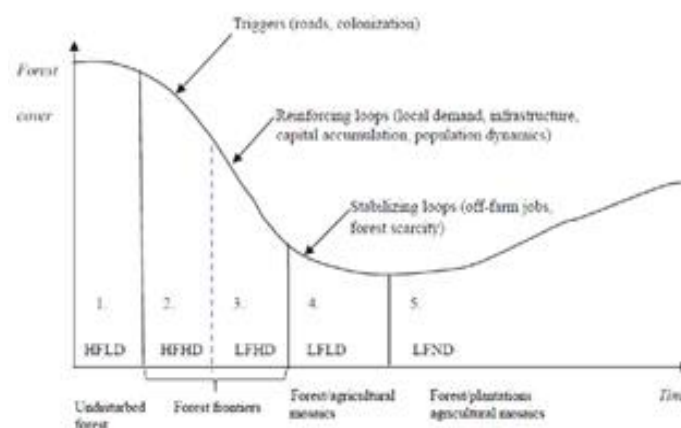 Triggers (roads, colonization)
Forest
cover
Reinforcing loops (local demand, infrastructure,
capital accumulation, population dynamics)
Stabilizing loops (off-farm jobs,
forest scarcity)
1. 2. 3. 4. 5.
HFLD HFHD LFHD LFLD LFND
Time
Undisturbed
forest
Forest frontiers
Forest/agricultural
mosaics
Forest/plantations
agricultural mosaics